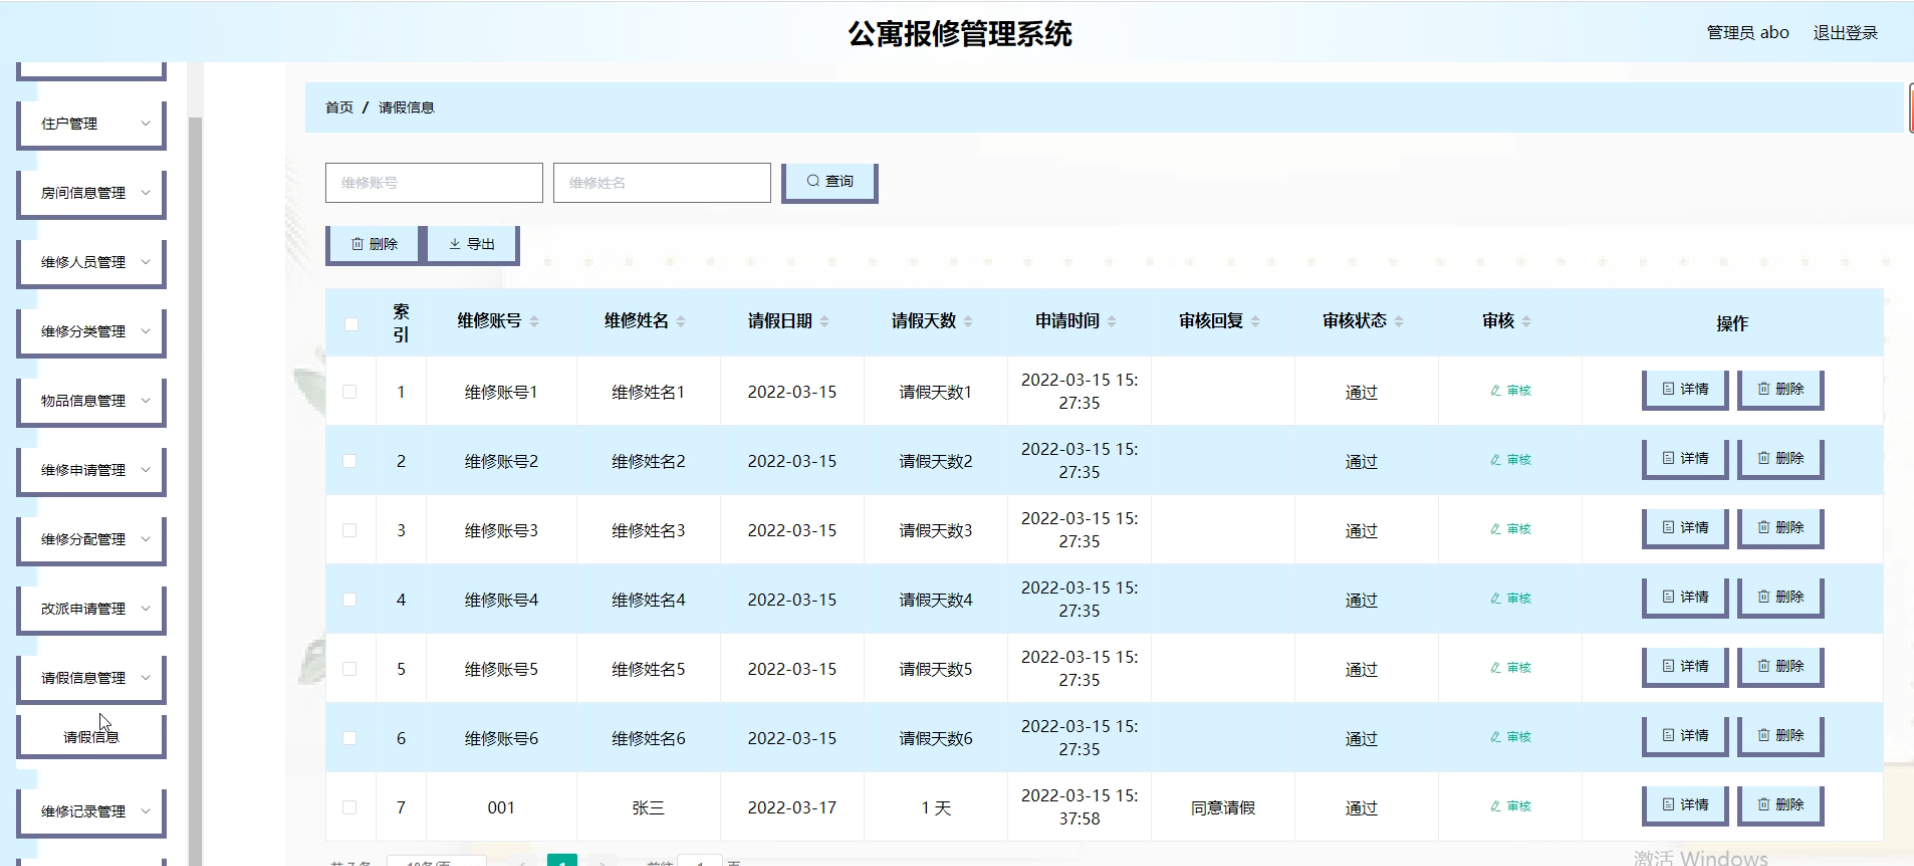 公寓报修管理系统
管理员 abo 退出登录
首页 / 请假信息
住户管理
房间信息管理
维修人员管理
维修分类管理
物品信息管理
维修申请管理
维修分配管理
改派申请管理
请假信息管理
请假信息
维修记录管理
维修账号 维修姓名 查询
删除 导出
索引 维修账号 维修姓名 请假日期 请假天数 申请时间 审核回复 审核状态 审核 操作
1 维修账号1 维修姓名1 2022-03-15 请假天数1 2022-03-15 15:27:35 通过 审核 详情 删除
2 维修账号2 维修姓名2 2022-03-15 请假天数2 2022-03-15 15:27:35 通过 审核 详情 删除
3 维修账号3 维修姓名3 2022-03-15 请假天数3 2022-03-15 15:27:35 通过 审核 详情 删除
4 维修账号4 维修姓名4 2022-03-15 请假天数4 2022-03-15 15:27:35 通过 审核 详情 删除
5 维修账号5 维修姓名5 2022-03-15 请假天数5 2022-03-15 15:27:35 通过 审核 详情 删除
6 维修账号6 维修姓名6 2022-03-15 请假天数6 2022-03-15 15:27:35 通过 审核 详情 删除
7 001 张三 2022-03-17 1 天 2022-03-15 15:37:58 同意请假 通过 审核 详情 删除
激活 Windows